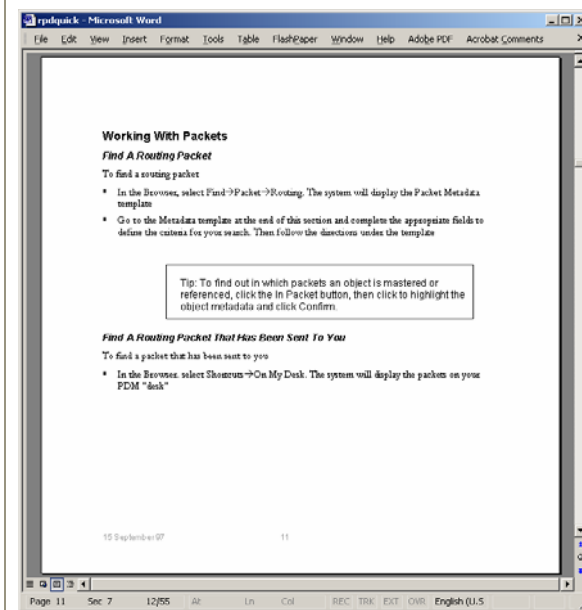 rpdquick - Microsoft Word
File Edit View Insert Format Tools Table FlashPaper Window Help Adobe PDF Acrobat Comments
Working With Packets
Find A Routing Packet
To find a routing packet
• In the Browser, select Find→Packet→Routing. The system will display the Packet Metadata
template
• Go to the Metadata template at the end of this section and complete the appropriate fields to
define the criteria for your search. Then follow the directions under the template
Tip: To find out in which packets an object is mastered or
referenced, click the In Packet button, then click to highlight the
object metadata and click Confirm.
Find A Routing Packet That Has Been Sent To You
To find a packet that has been sent to you
• In the Browser, select Shortcuts→On My Desk. The system will display the packets on your
PDM "desk"
15 September 97 11
Page 11 Sec 7 12/55 At Ln Col REC TRK EXT OVR English (U.S